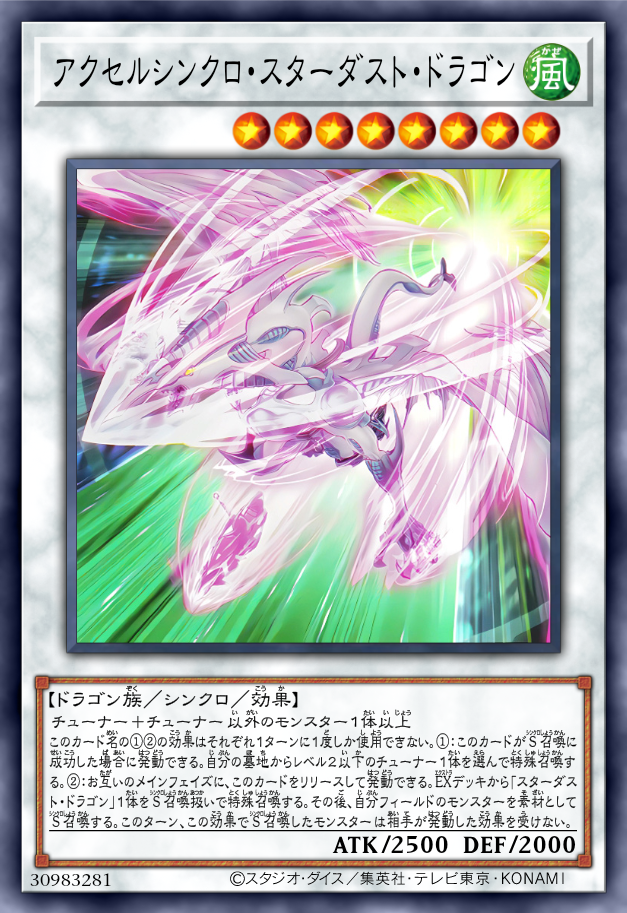 アクセルシンクロ・スターダスト・ドラゴン
風
【ドラゴン族／シンクロ／効果】
チューナー＋チューナー以外のモンスター１体以上
このカード名の①②の効果はそれぞれ１ターンに１度しか使用できない。①：このカードがＳ召喚に
成功した場合に発動できる。自分の墓地からレベル２以下のチューナー１体を選んで特殊召喚す
る。②：お互いのメインフェイズに、このカードをリリースして発動できる。EXデッキから「スターダス
ト・ドラゴン」１体をＳ召喚扱いで特殊召喚する。その後、自分フィールドのモンスターを素材として
Ｓ召喚する。このターン、この効果でＳ召喚したモンスターは相手が発動した効果を受けない。
ATK/2500 DEF/2000
30983281 ©スタジオ・ダイス／集英社・テレビ東京・KONAMI